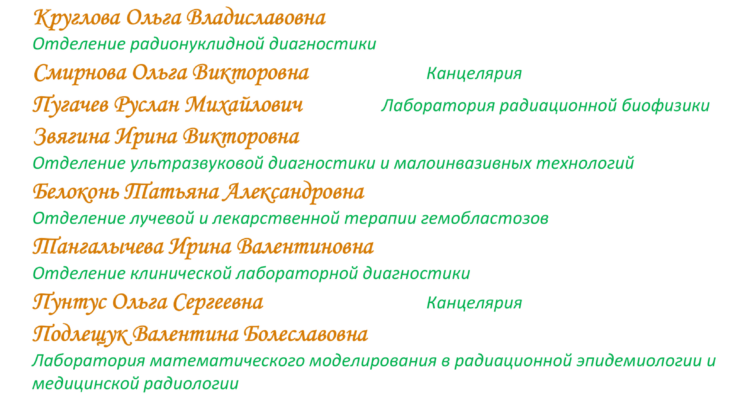 Круглова Ольга Владиславовна
Отделение радионуклидной диагностики
Смирнова Ольга Викторовна Канцелярия
Пугачев Руслан Михайлович Лаборатория радиационной биофизики
Звягина Ирина Викторовна
Отделение ультразвуковой диагностики и малоинвазивных технологий
Белоконь Татьяна Александровна
Отделение лучевой и лекарственной терапии гемобластозов
Тангалычева Ирина Валентиновна
Отделение клинической лабораторной диагностики
Пунтус Ольга Сергеевна Канцелярия
Подлещук Валентина Болеславовна
Лаборатория математического моделирования в радиационной эпидемиологии и
медицинской радиологии